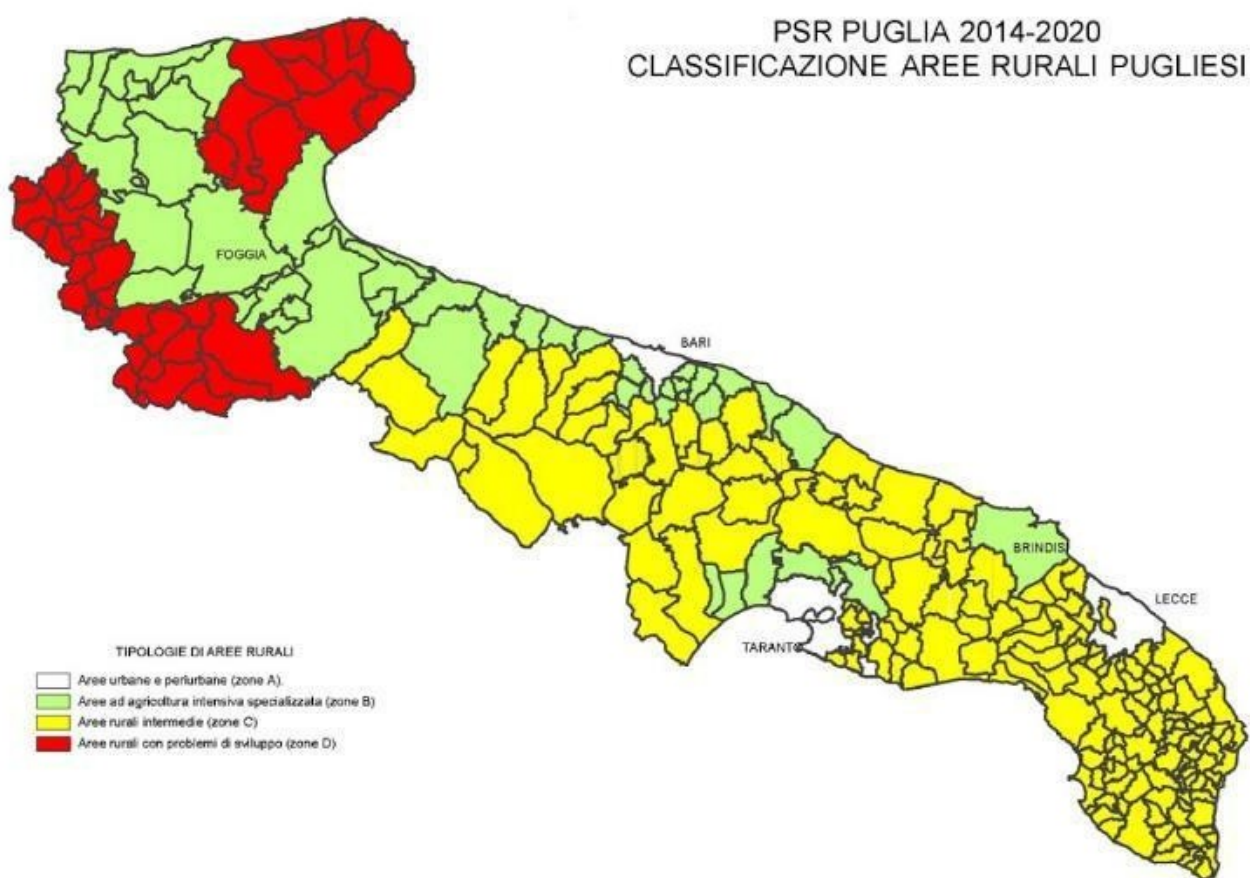 PSR PUGLIA 2014-2020
CLASSIFICAZIONE AREE RURALI PUGLIESI
FOGGIA
BARI
BRINDISI
LECCE
TARANTO
TIPOLOGIE DI AREE RURALI
Aree urbane e periurbane (zone A).
Aree ad agricoltura intensiva specializzata (zone B)
Aree rurali intermedie (zone C)
Aree rurali con problemi di sviluppo (zone D)